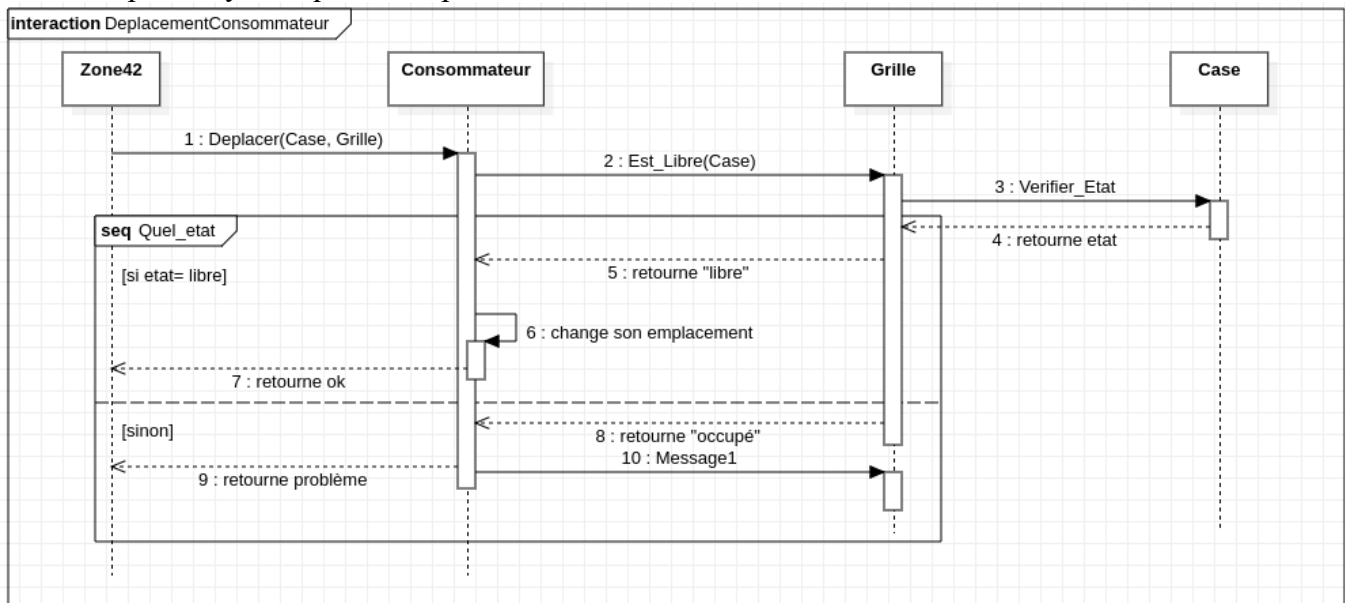 interaction DeplacementConsommateur
Zone42
Consommateur
Grille
Case
1 : Deplacer(Case, Grille)
2 : Est_Libre(Case)
3 : Verifier_Etat
4 : retourne etat
seq Quel_etat
[si etat= libre]
5 : retourne "libre"
6 : change son emplacement
7 : retourne ok
[sinon]
8 : retourne "occupé"
10 : Message1
9 : retourne problème